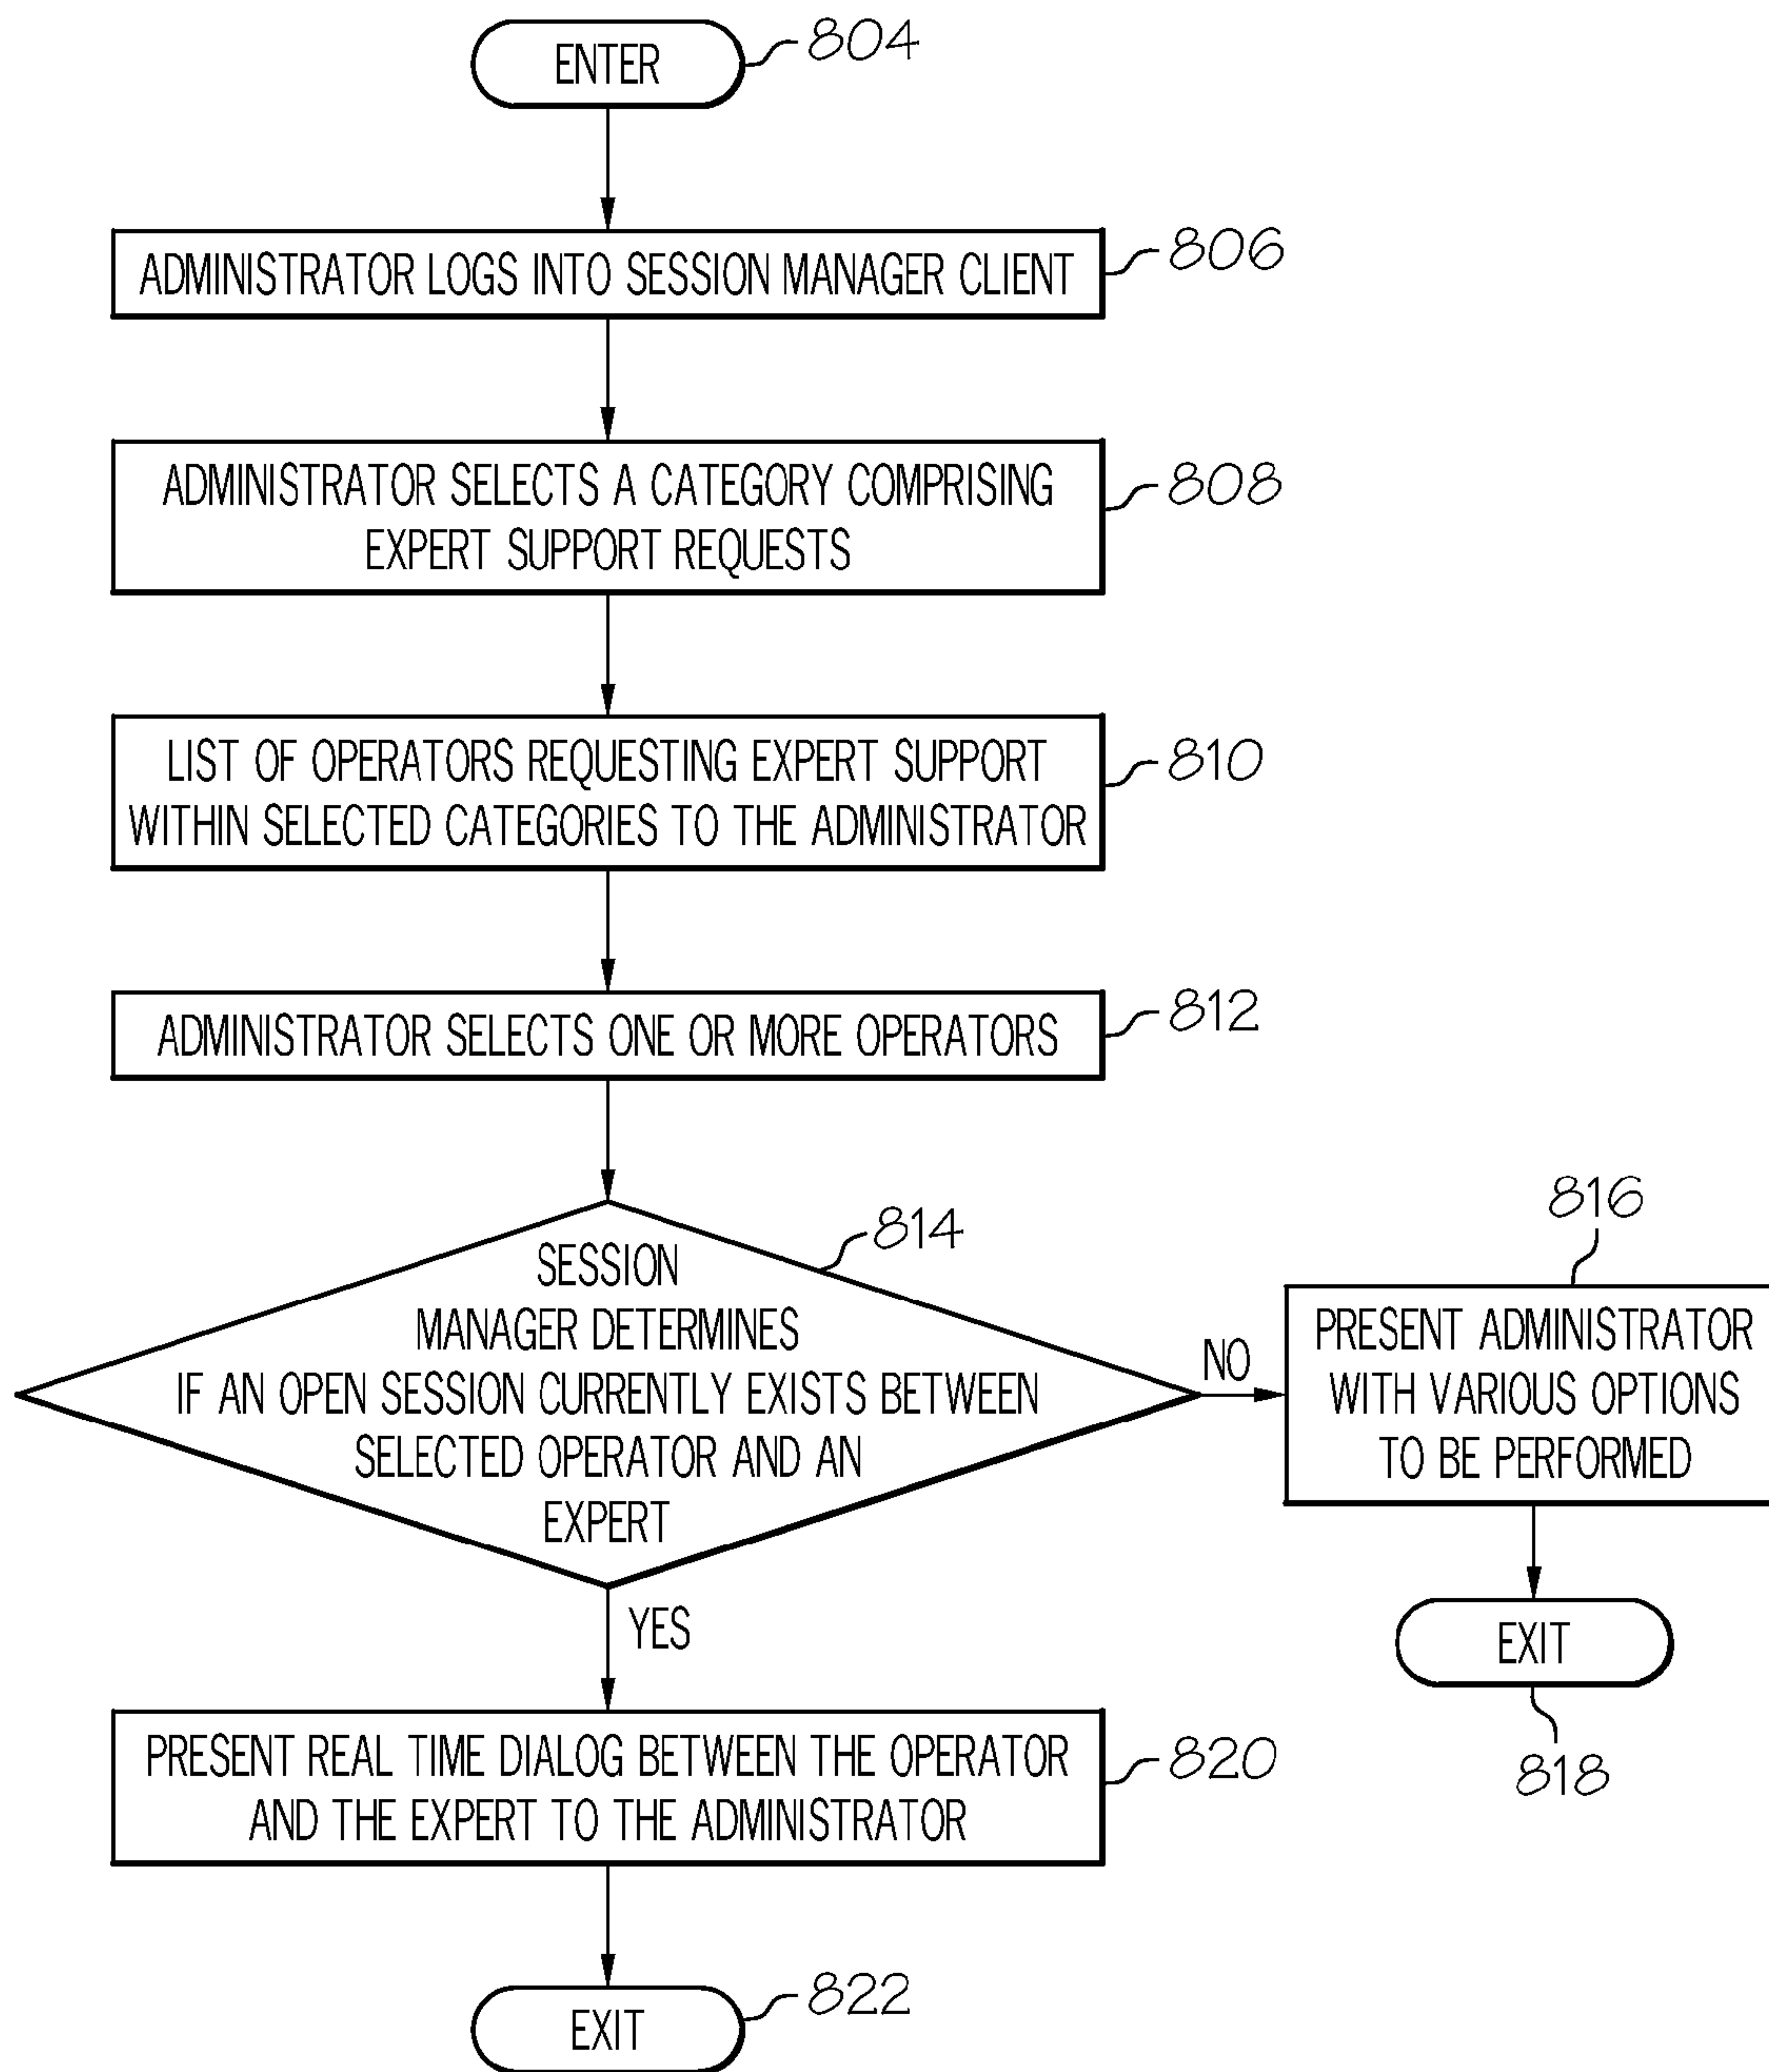 ENTER
804
ADMINISTRATOR LOGS INTO SESSION MANAGER CLIENT
806
ADMINISTRATOR SELECTS A CATEGORY COMPRISING
EXPERT SUPPORT REQUESTS
808
LIST OF OPERATORS REQUESTING EXPERT SUPPORT
WITHIN SELECTED CATEGORIES TO THE ADMINISTRATOR
810
ADMINISTRATOR SELECTS ONE OR MORE OPERATORS
812
SESSION
MANAGER DETERMINES
IF AN OPEN SESSION CURRENTLY EXISTS BETWEEN
SELECTED OPERATOR AND AN
EXPERT
814
NO
816
PRESENT ADMINISTRATOR
WITH VARIOUS OPTIONS
TO BE PERFORMED
EXIT
818
YES
PRESENT REAL TIME DIALOG BETWEEN THE OPERATOR
AND THE EXPERT TO THE ADMINISTRATOR
820
EXIT
822